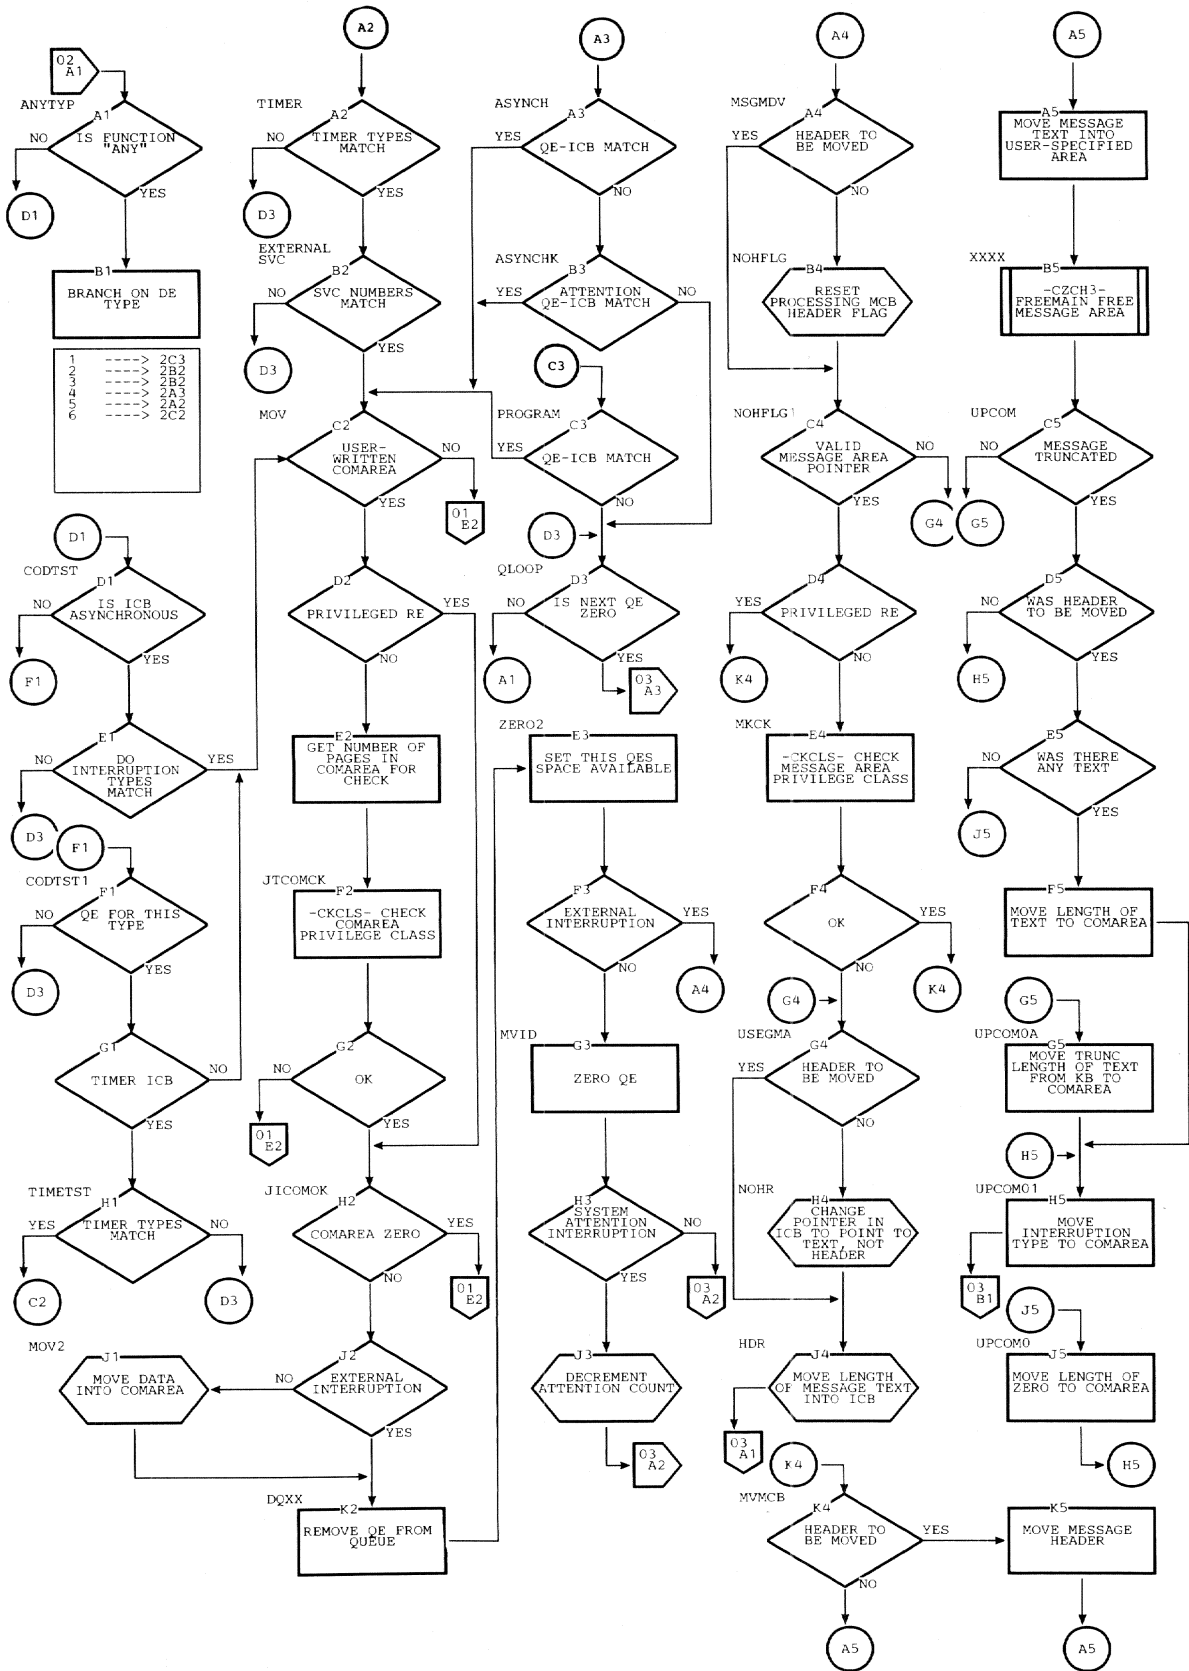 A2
A3
A4
A5
02
A1
ANYTYP
A1
IS FUNCTION
"ANY"
NO
YES
D1
B1
BRANCH ON DE
TYPE
1 ----> 2C3
2 ----> 2B2
3 ----> 2B2
4 ----> 2A3
5 ----> 2A2
6 ----> 2C2
D1
CODTST
D1
IS ICB
ASYNCHRONOUS
NO
YES
F1
E1
DO
INTERRUPTION
TYPES
MATCH
NO
YES
D3
F1
CODTST1
F1
QE FOR THIS
TYPE
NO
YES
D3
G1
TIMER ICB
NO
YES
TIMETST
H1
TIMER TYPES
MATCH
YES
NO
C2
D3
MOV2
J1
MOVE DATA
INTO COMAREA
TIMER
A2
TIMER TYPES
MATCH
NO
YES
D3
EXTERNAL
SVC
B2
SVC NUMBERS
MATCH
NO
YES
D3
MOV
C2
USER-
WRITTEN
COMAREA
NO
YES
01
E2
D2
PRIVILEGED RE
YES
NO
E2
GET NUMBER OF
PAGES IN
COMAREA FOR
CHECK
JTCOMCK
F2
-CKCLS- CHECK
COMAREA
PRIVILEGE CLASS
G2
OK
NO
YES
01
E2
JICOMOK
H2
COMAREA ZERO
YES
NO
01
E2
J2
EXTERNAL
INTERRUPTION
NO
YES
DQXX
K2
REMOVE QE FROM
QUEUE
ASYNCH
A3
QE-ICB MATCH
YES
NO
ASYNCHK
B3
ATTENTION
QE-ICB MATCH
YES
NO
C3
PROGRAM
C3
QE-ICB MATCH
YES
NO
D3
QLOOP
D3
IS NEXT QE
ZERO
NO
YES
A1
03
A3
ZERO2
E3
SET THIS QES
SPACE AVAILABLE
F3
EXTERNAL
INTERRUPTION
YES
NO
A4
MVID
G3
ZERO QE
H3
SYSTEM
ATTENTION
INTERRUPTION
NO
YES
03
A2
J3
DECREMENT
ATTENTION COUNT
03
A2
MSGMDV
A4
HEADER TO
BE MOVED
YES
NO
NOHFLG
B4
RESET
PROCESSING MCB
HEADER FLAG
NOHFLG1
C4
VALID
MESSAGE AREA
POINTER
NO
YES
G4
D4
PRIVILEGED RE
YES
NO
K4
MKCK
E4
-CKCLS- CHECK
MESSAGE AREA
PRIVILEGE CLASS
F4
OK
YES
NO
K4
G4
USEGMA
G4
HEADER TO
BE MOVED
YES
NO
NOHR
H4
CHANGE
POINTER IN
ICB TO POINT TO
TEXT, NOT
HEADER
HDR
J4
MOVE LENGTH
OF MESSAGE TEXT
INTO ICB
03
A1
K4
MVMCB
K4
HEADER TO
BE MOVED
YES
NO
A5
A5
MOVE MESSAGE
TEXT INTO
USER-SPECIFIED
AREA
XXXX
B5
-CZCH3-
FREEMAIN FREE
MESSAGE AREA
UPCOM
C5
MESSAGE
TRUNCATED
NO
YES
G5
D5
WAS HEADER
TO BE MOVED
NO
YES
H5
E5
WAS THERE
ANY TEXT
NO
YES
J5
F5
MOVE LENGTH OF
TEXT TO COMAREA
G5
UPCOM0A
G5
MOVE TRUNC
LENGTH OF TEXT
FROM KB TO
COMAREA
H5
UPCOM01
H5
MOVE
INTERRUPTION
TYPE TO COMAREA
03
B1
J5
UPCOM0
J5
MOVE LENGTH OF
ZERO TO COMAREA
H5
K5
MOVE MESSAGE
HEADER
A5